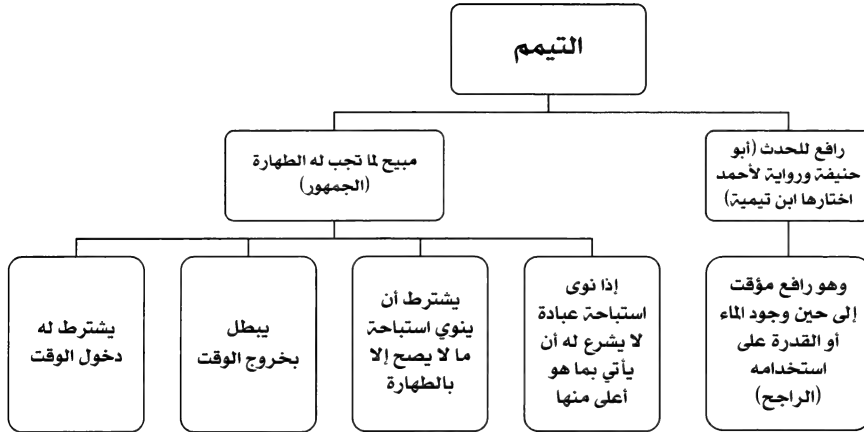 التيمم
رافع للحدث (أبو
حنيفة ورواية لأحمد
اختارها ابن تيمية)
مبيح لما تجب له الطهارة
(الجمهور)
وهو رافع مؤقت
إلى حين وجود الماء
أو القدرة على
استخدامه
(الراجح)
إذا نوى
استباحة عبادة
لا يشرع له أن
يأتي بما هو
أعلى منها
يشترط أن
ينوي استباحة
ما لا يصح إلا
بالطهارة
يبطل
بخروج الوقت
يشترط له
دخول الوقت